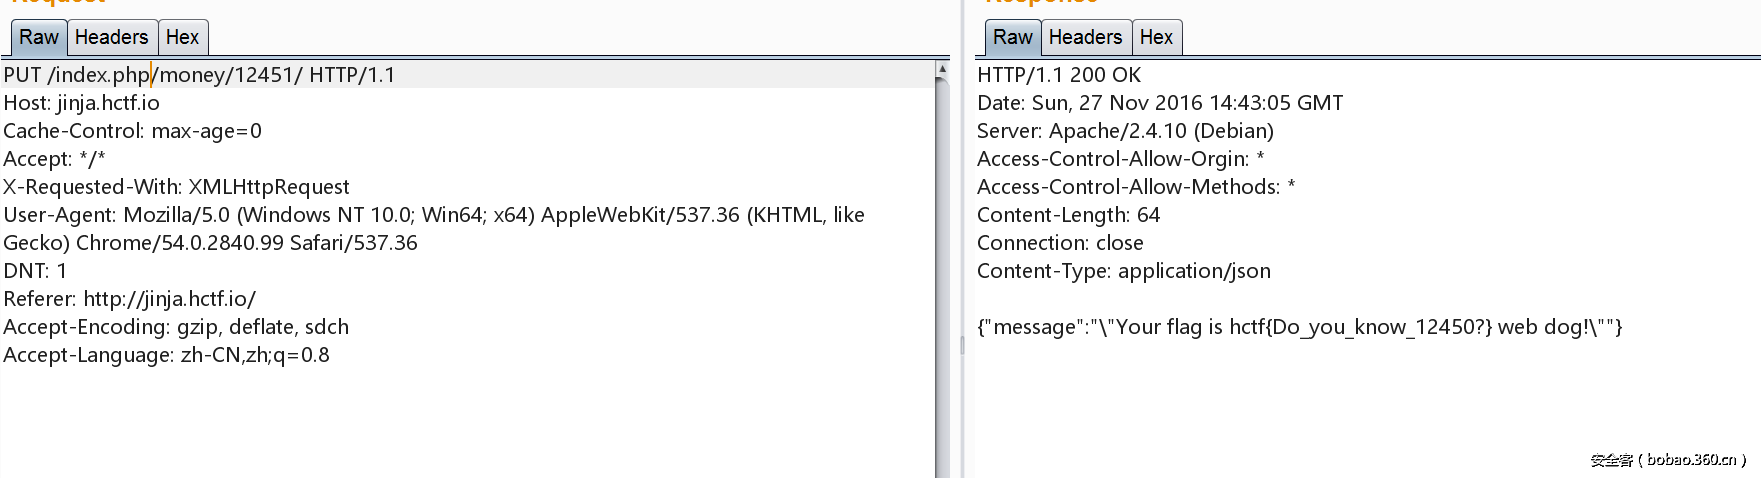 Request
Raw Headers Hex
PUT /index.php/money/12451/ HTTP/1.1
Host: jinja.hctf.io
Cache-Control: max-age=0
Accept: */*
X-Requested-With: XMLHttpRequest
User-Agent: Mozilla/5.0 (Windows NT 10.0; Win64; x64) AppleWebKit/537.36 (KHTML, like
Gecko) Chrome/54.0.2840.99 Safari/537.36
DNT: 1
Referer: http://jinja.hctf.io/
Accept-Encoding: gzip, deflate, sdch
Accept-Language: zh-CN,zh;q=0.8
Response
Raw Headers Hex
HTTP/1.1 200 OK
Date: Sun, 27 Nov 2016 14:43:05 GMT
Server: Apache/2.4.10 (Debian)
Access-Control-Allow-Orgin: *
Access-Control-Allow-Methods: *
Content-Length: 64
Connection: close
Content-Type: application/json
{"message":"\"Your flag is hctf{Do_you_know_12450?} web dog!\""}
安全客 ( bobao.360.cn )